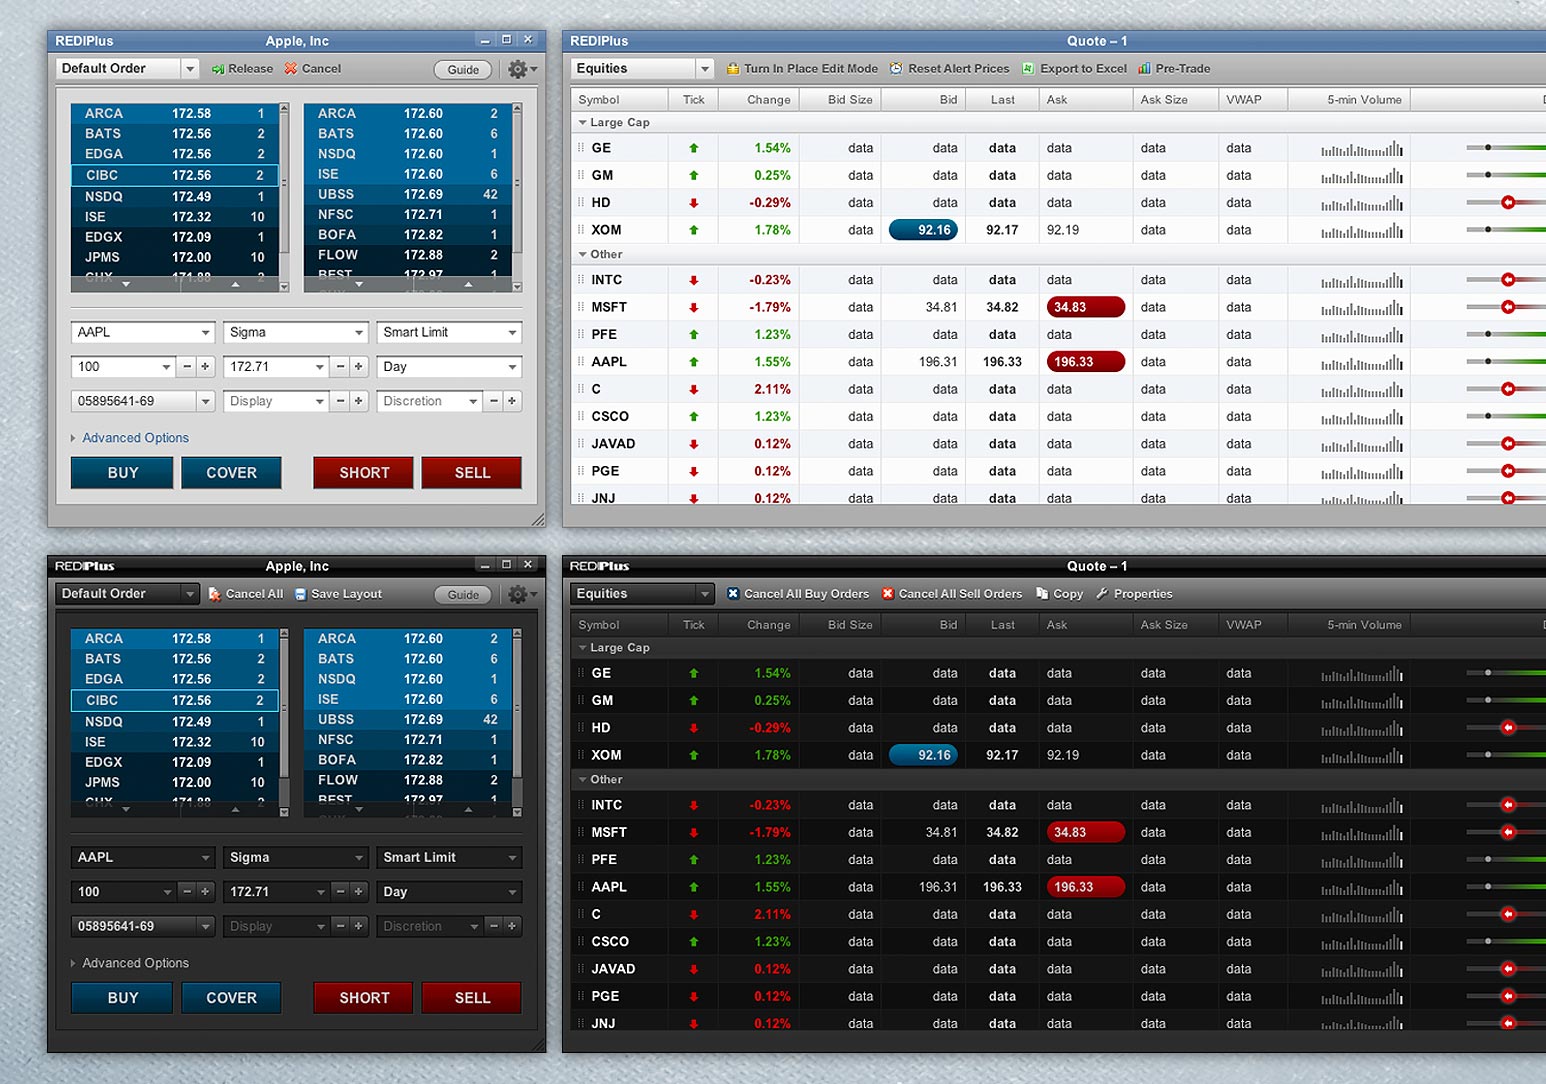 REDIPlus Apple, Inc
Default Order Release Cancel Guide
ARCA 172.58 1
BATS 172.56 2
EDGA 172.56 2
CIBC 172.56 2
NSDQ 172.49 1
ISE 172.32 10
EDGX 172.09 1
JPMS 172.00 10
CHX 171.88 2
ARCA 172.60 2
BATS 172.60 6
NSDQ 172.60 1
ISE 172.60 6
UBSS 172.69 42
NFSC 172.71 1
BOFA 172.82 1
FLOW 172.88 2
BEST 172.97 1
AAPL Sigma Smart Limit
100 172.71 Day
05895641-69 Display Discretion
Advanced Options
BUY COVER SHORT SELL
REDIPlus Quote – 1
Equities Turn In Place Edit Mode Reset Alert Prices Export to Excel Pre-Trade
Symbol Tick Change Bid Size Bid Last Ask Ask Size VWAP 5-min Volume D
Large Cap
GE 1.54% data data data data data data
GM 0.25% data data data data data data
HD -0.29% data data data data data data
XOM 1.78% data 92.16 92.17 92.19 data data
Other
INTC -0.23% data data data data data data
MSFT -1.79% data 34.81 34.82 34.83 data data
PFE 1.23% data data data data data data
AAPL 1.55% data 196.31 196.33 196.33 data data
C 2.11% data data data data data data
CSCO 1.23% data data data data data data
JAVAD 0.12% data data data data data data
PGE 0.12% data data data data data data
JNJ 0.12% data data data data data data
REDIPlus Apple, Inc
Default Order Cancel All Save Layout Guide
ARCA 172.58 1
BATS 172.56 2
EDGA 172.56 2
CIBC 172.56 2
NSDQ 172.49 1
ISE 172.32 10
EDGX 172.09 1
JPMS 172.00 10
CHX 171.88 2
ARCA 172.60 2
BATS 172.60 6
NSDQ 172.60 1
ISE 172.60 6
UBSS 172.69 42
NFSC 172.71 1
BOFA 172.82 1
FLOW 172.88 2
BEST 172.97 1
AAPL Sigma Smart Limit
100 172.71 Day
05895641-69 Display Discretion
Advanced Options
BUY COVER SHORT SELL
REDIPlus Quote – 1
Equities Cancel All Buy Orders Cancel All Sell Orders Copy Properties
Symbol Tick Change Bid Size Bid Last Ask Ask Size VWAP 5-min Volume D
Large Cap
GE 1.54% data data data data data data
GM 0.25% data data data data data data
HD -0.29% data data data data data data
XOM 1.78% data 92.16 92.17 92.19 data data
Other
INTC -0.23% data data data data data data
MSFT -1.79% data 34.81 34.82 34.83 data data
PFE 1.23% data data data data data data
AAPL 1.55% data 196.31 196.33 196.33 data data
C 2.11% data data data data data data
CSCO 1.23% data data data data data data
JAVAD 0.12% data data data data data data
PGE 0.12% data data data data data data
JNJ 0.12% data data data data data data